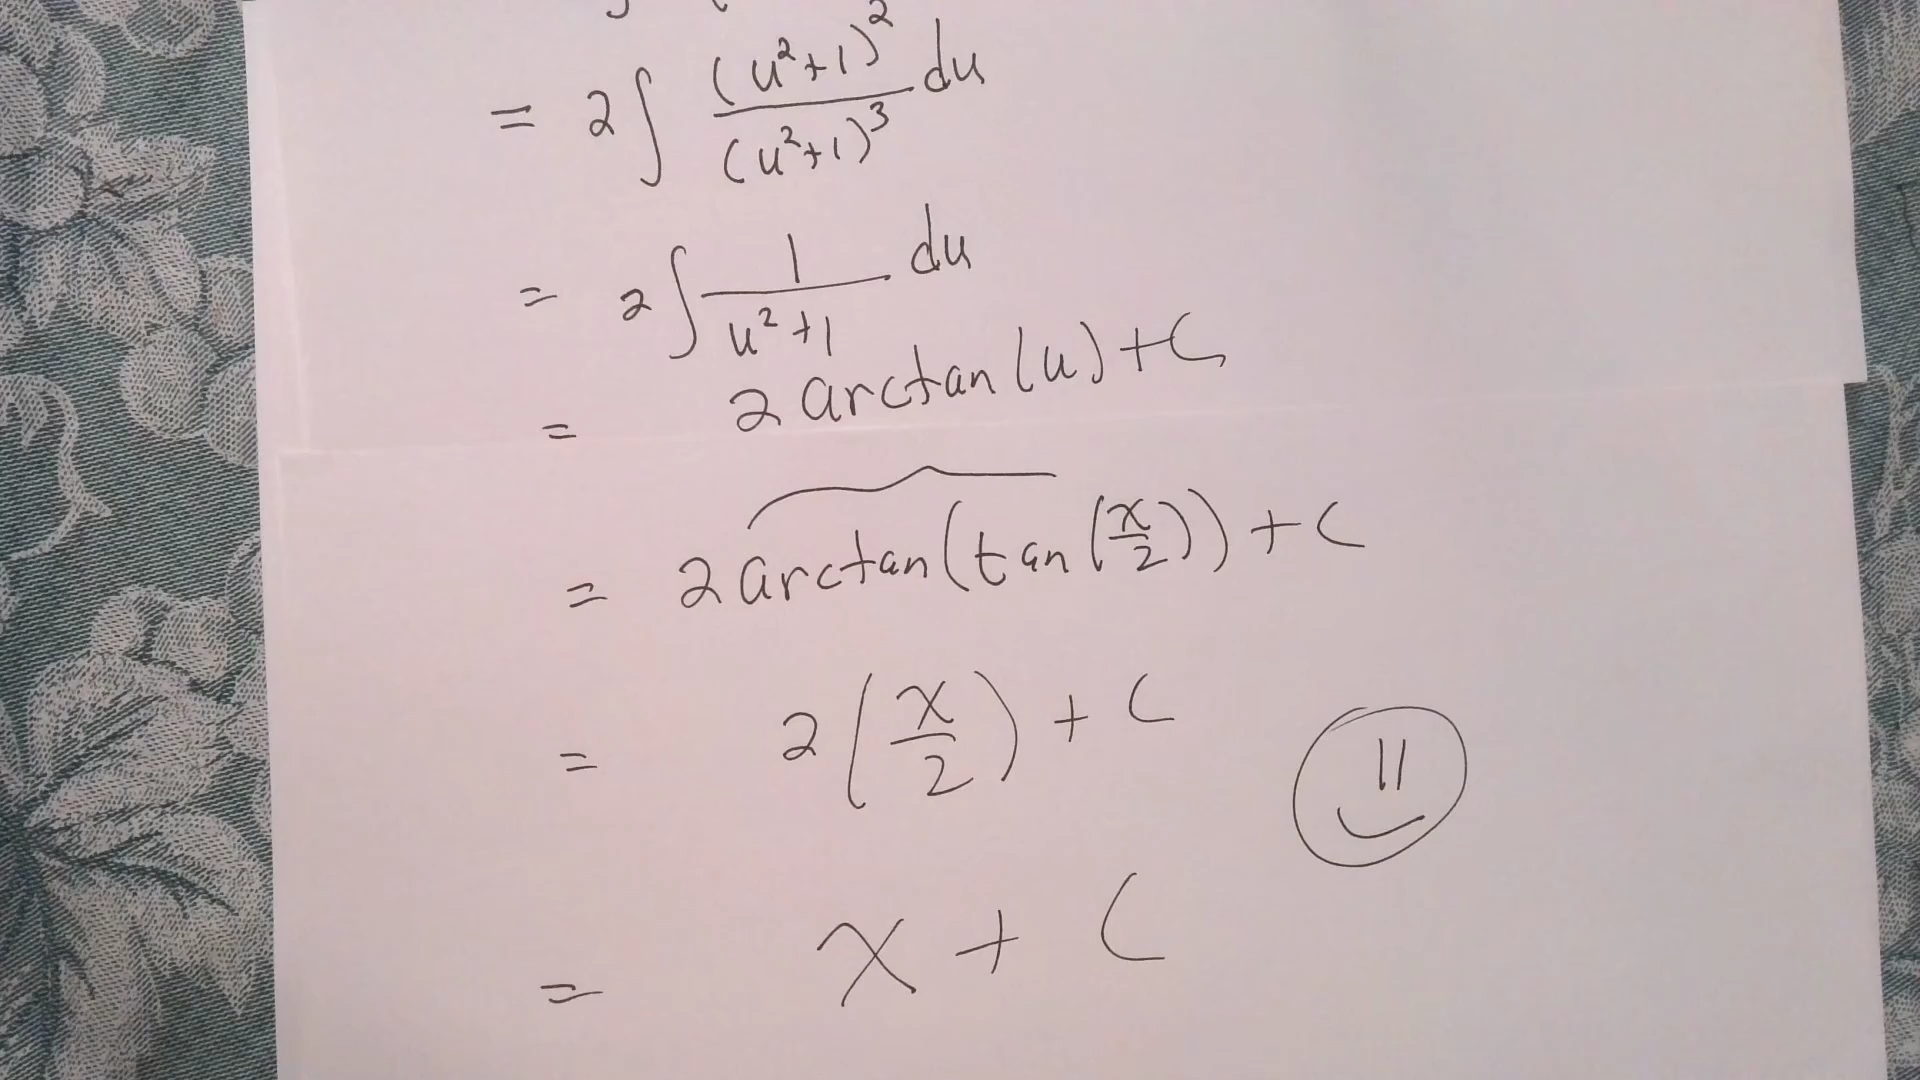 = 2∫ (u²+1)²/(u²+1)³ du
= 2∫ 1/(u²+1) du
= 2 arctan(u)+C
= 2 arctan(tan(x/2))+C
= 2(x/2)+C
= x+C